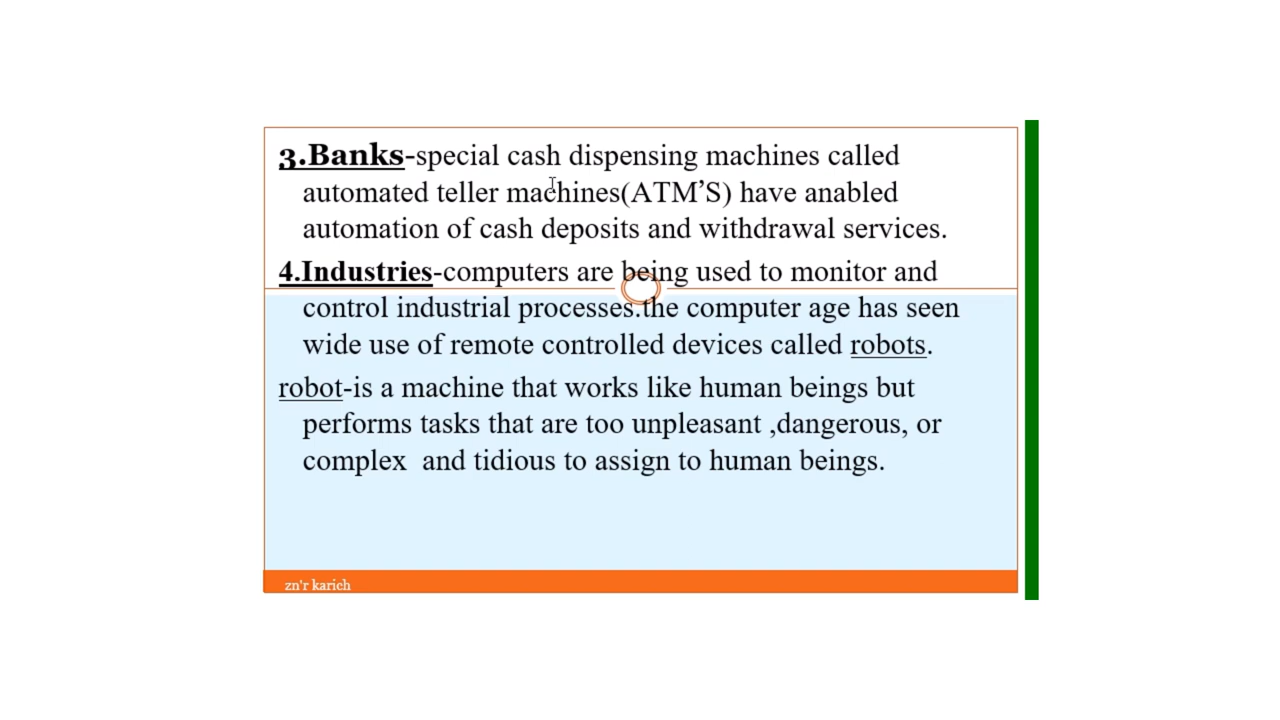 3.Banks-special cash dispensing machines called
automated teller machines(ATM’S) have anabled
automation of cash deposits and withdrawal services.
4.Industries-computers are being used to monitor and
control industrial processes.the computer age has seen
wide use of remote controlled devices called robots.
robot-is a machine that works like human beings but
performs tasks that are too unpleasant ,dangerous, or
complex  and tidious to assign to human beings.
zn'r karich